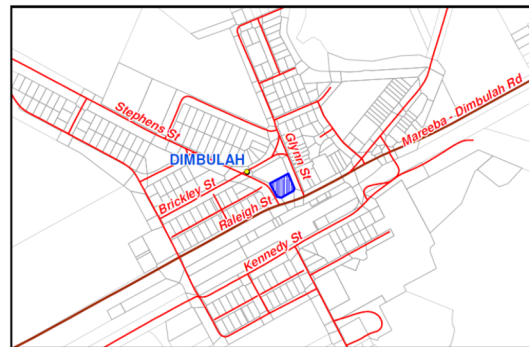 Stephens St
Glynn St
Mareeba - Dimbulah Rd
DIMBULAH
Brickley St
Raleigh St
Kennedy St